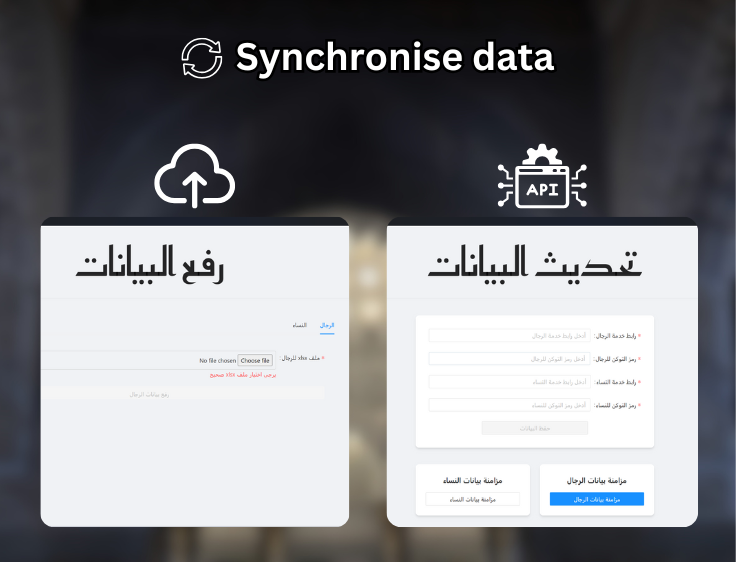 Synchronise data
API
رفع البيانات
الرجال
النساء
* ملف xlsx للرجال:
Choose file No file chosen
يرجى اختيار ملف xlsx صحيح
رفع بيانات الرجال
تحديث البيانات
* رابط خدمة الرجال:
أدخل رابط خدمة الرجال
* رمز التوكن للرجال:
أدخل رمز التوكن للرجال
* رابط خدمة النساء:
أدخل رابط خدمة النساء
* رمز التوكن للنساء:
أدخل رمز التوكن للنساء
حفظ البيانات
مزامنة بيانات الرجال
مزامنة بيانات الرجال
مزامنة بيانات النساء
مزامنة بيانات النساء